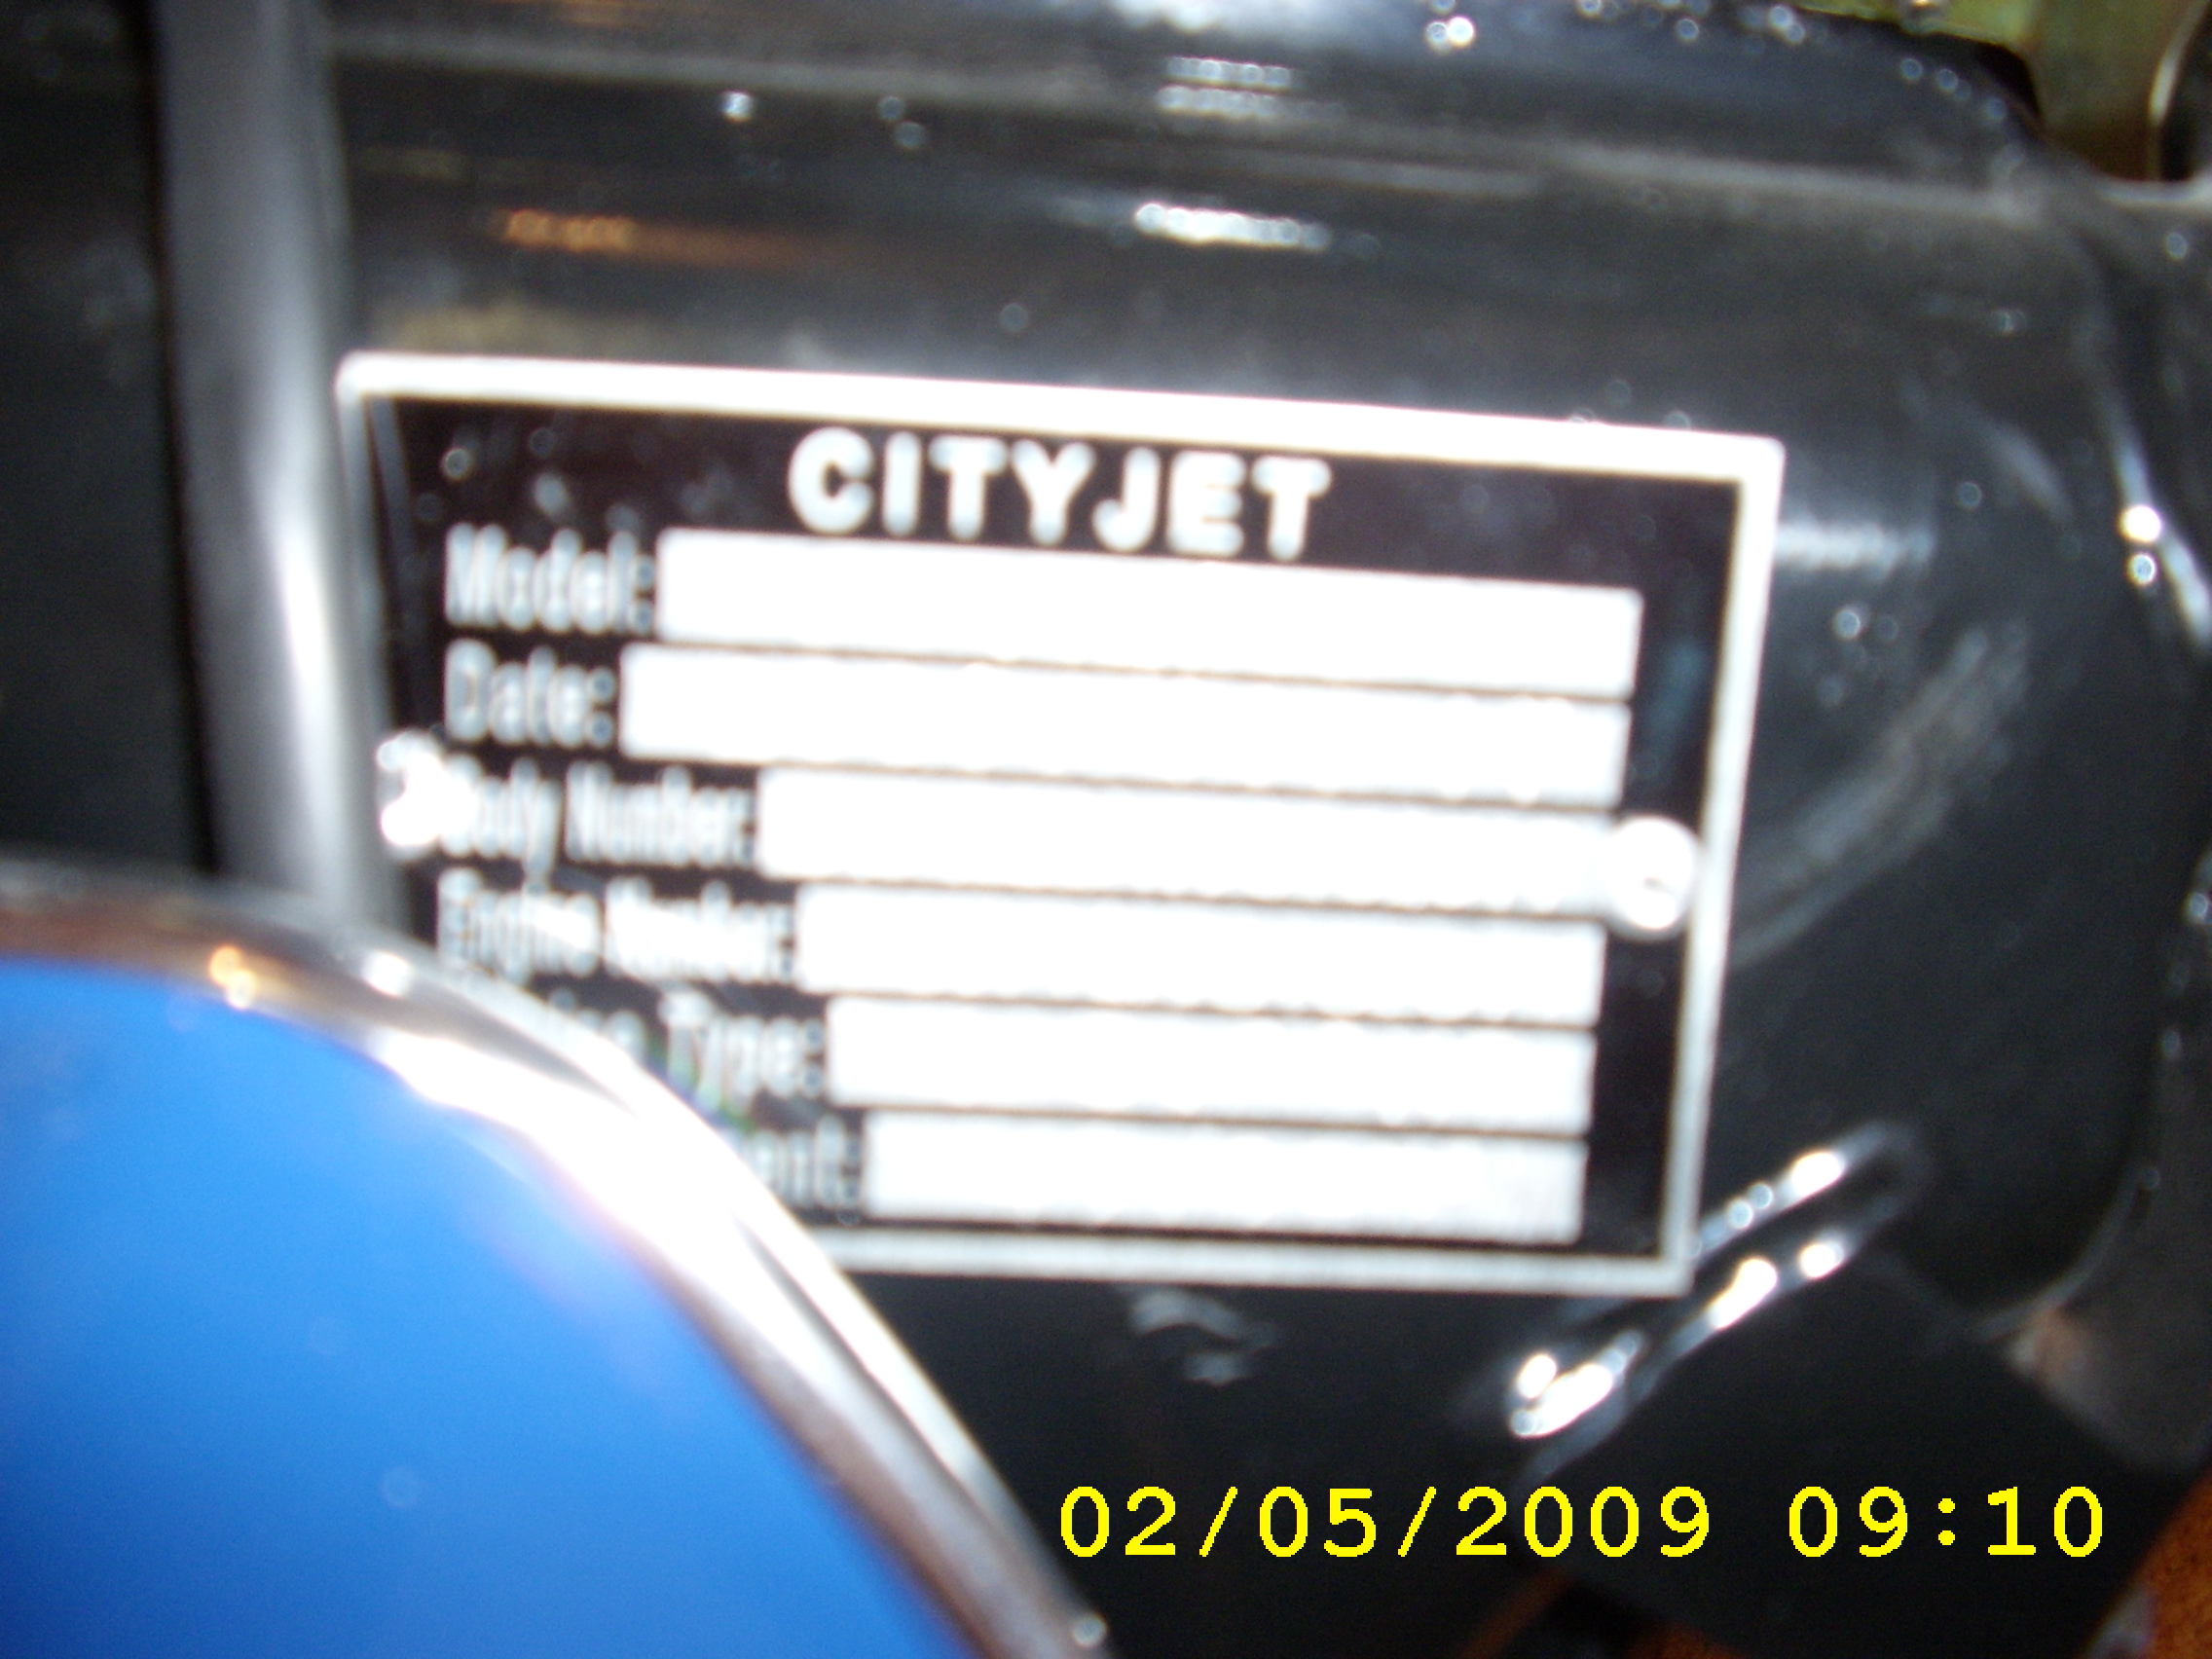 CITYJET
Model:
Date:
Body Number:
Engine Number:
Type:
02/05/2009 09:10